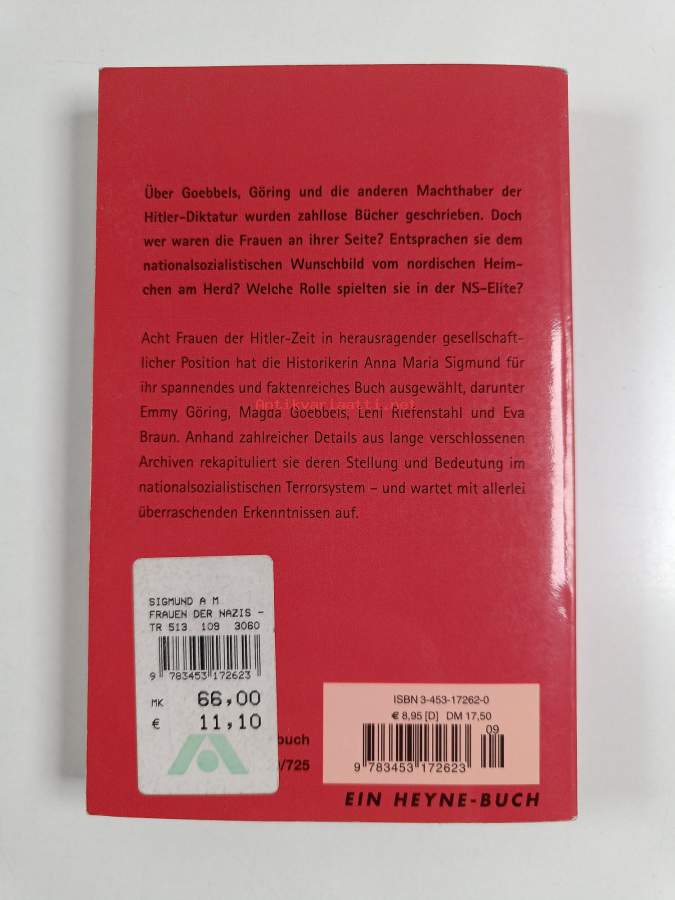 Über Goebbels, Göring und die anderen Machthaber der
Hitler-Diktatur wurden zahllose Bücher geschrieben. Doch
wer waren die Frauen an ihrer Seite? Entsprachen sie dem
nationalsozialistischen Wunschbild vom nordischen Heim-
chen am Herd? Welche Rolle spielten sie in der NS-Elite?
Acht Frauen der Hitler-Zeit in herausragender gesellschaft-
licher Position hat die Historikerin Anna Maria Sigmund für
ihr spannendes und faktenreiches Buch ausgewählt, darunter
Antikvariaatti.net
Emmy Göring, Magda Goebbels, Leni Riefenstahl und Eva
Braun. Anhand zahlreicher Details aus lange verschlossenen
Archiven rekapituliert sie deren Stellung und Bedeutung im
nationalsozialistischen Terrorsystem – und wartet mit allerlei
überraschenden Erkenntnissen auf.
SIGMUND A M
FRAUEN DER NAZIS -
TR 513 109 3060
9 783453 172623
MK 66,00
€ 11,10
buch
/725
ISBN 3-453-17262-0
€ 8,95 [D] DM 17,50
09
9 783453 172623
EIN HEYNE-BUCH